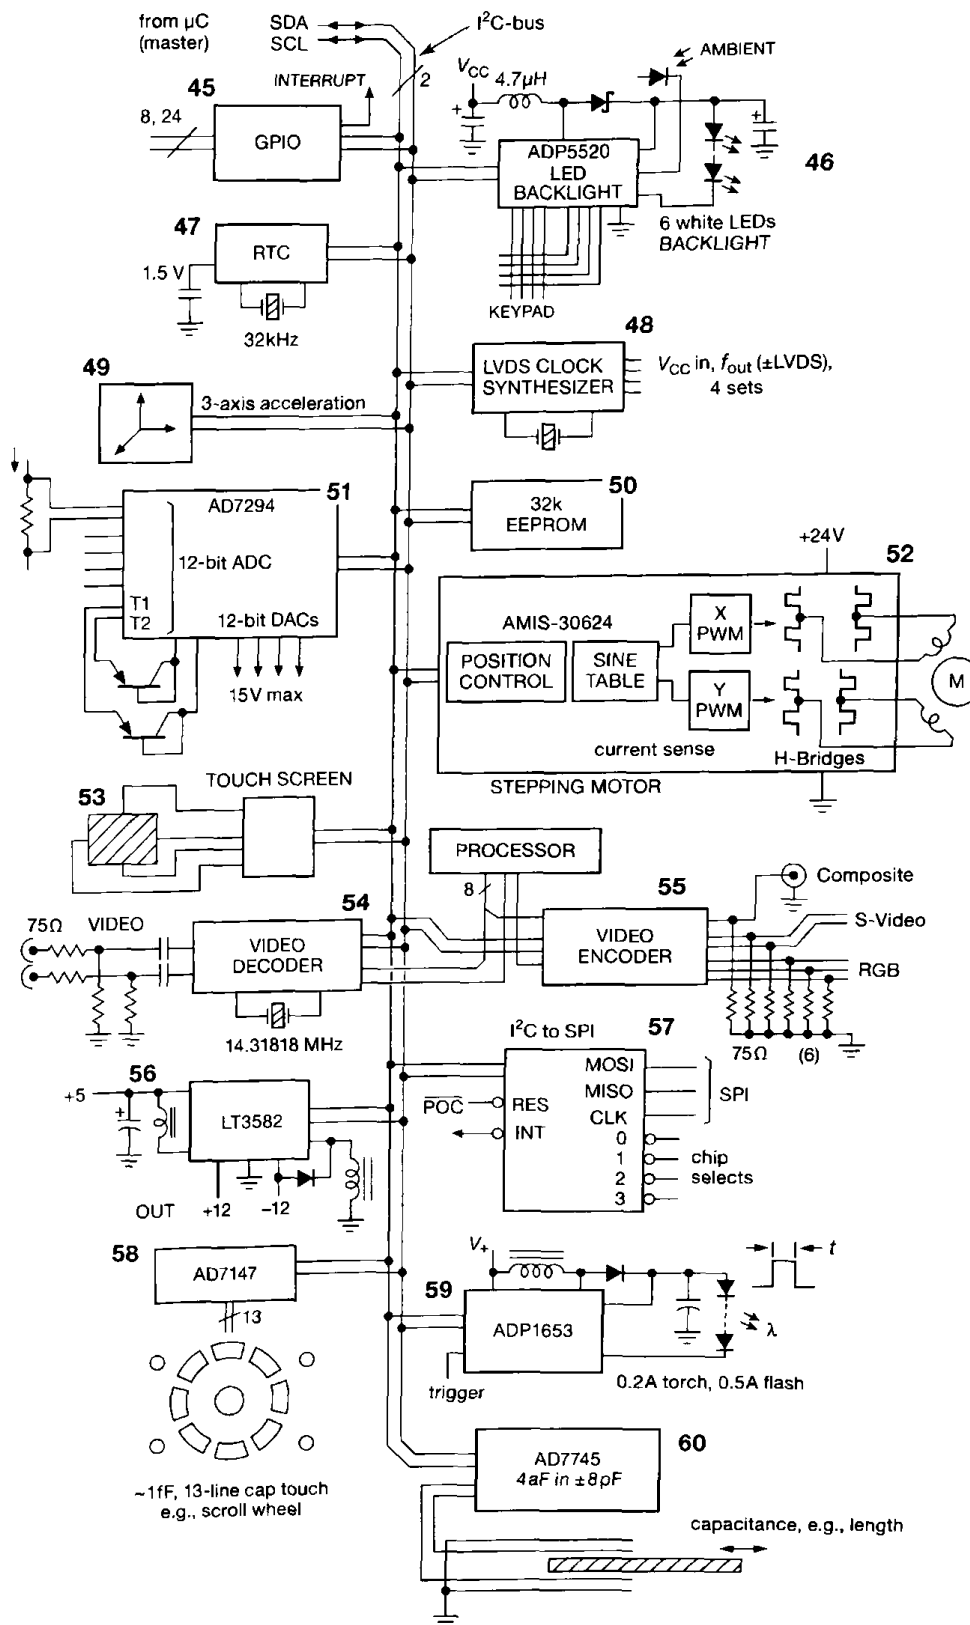 from µC
(master)
SDA
SCL
I²C-bus
2
INTERRUPT
45
8, 24
GPIO
VCC
4.7µH
AMBIENT
+
+
ADP5520
LED
BACKLIGHT
46
6 white LEDs
BACKLIGHT
KEYPAD
47
RTC
1.5 V
32kHz
48
LVDS CLOCK
SYNTHESIZER
VCC in, fout (±LVDS),
4 sets
49
3-axis acceleration
51
AD7294
12-bit ADC
T1
T2
12-bit DACs
15V max
50
32k
EEPROM
+24V
52
AMIS-30624
POSITION
CONTROL
SINE
TABLE
X
PWM
Y
PWM
M
current sense
H-Bridges
STEPPING MOTOR
TOUCH SCREEN
53
PROCESSOR
8
54
75Ω
VIDEO
VIDEO
DECODER
14.31818 MHz
55
VIDEO
ENCODER
Composite
S-Video
RGB
75Ω
(6)
56
+5
+
LT3582
OUT
+12
−12
I²C to SPI
57
MOSI
MISO
CLK
SPI
POC
RES
INT
0
1
2
3
chip
selects
58
AD7147
13
~1fF, 13-line cap touch
e.g., scroll wheel
59
V+
ADP1653
trigger
t
λ
0.2A torch, 0.5A flash
60
AD7745
4aF in ±8pF
capacitance, e.g., length